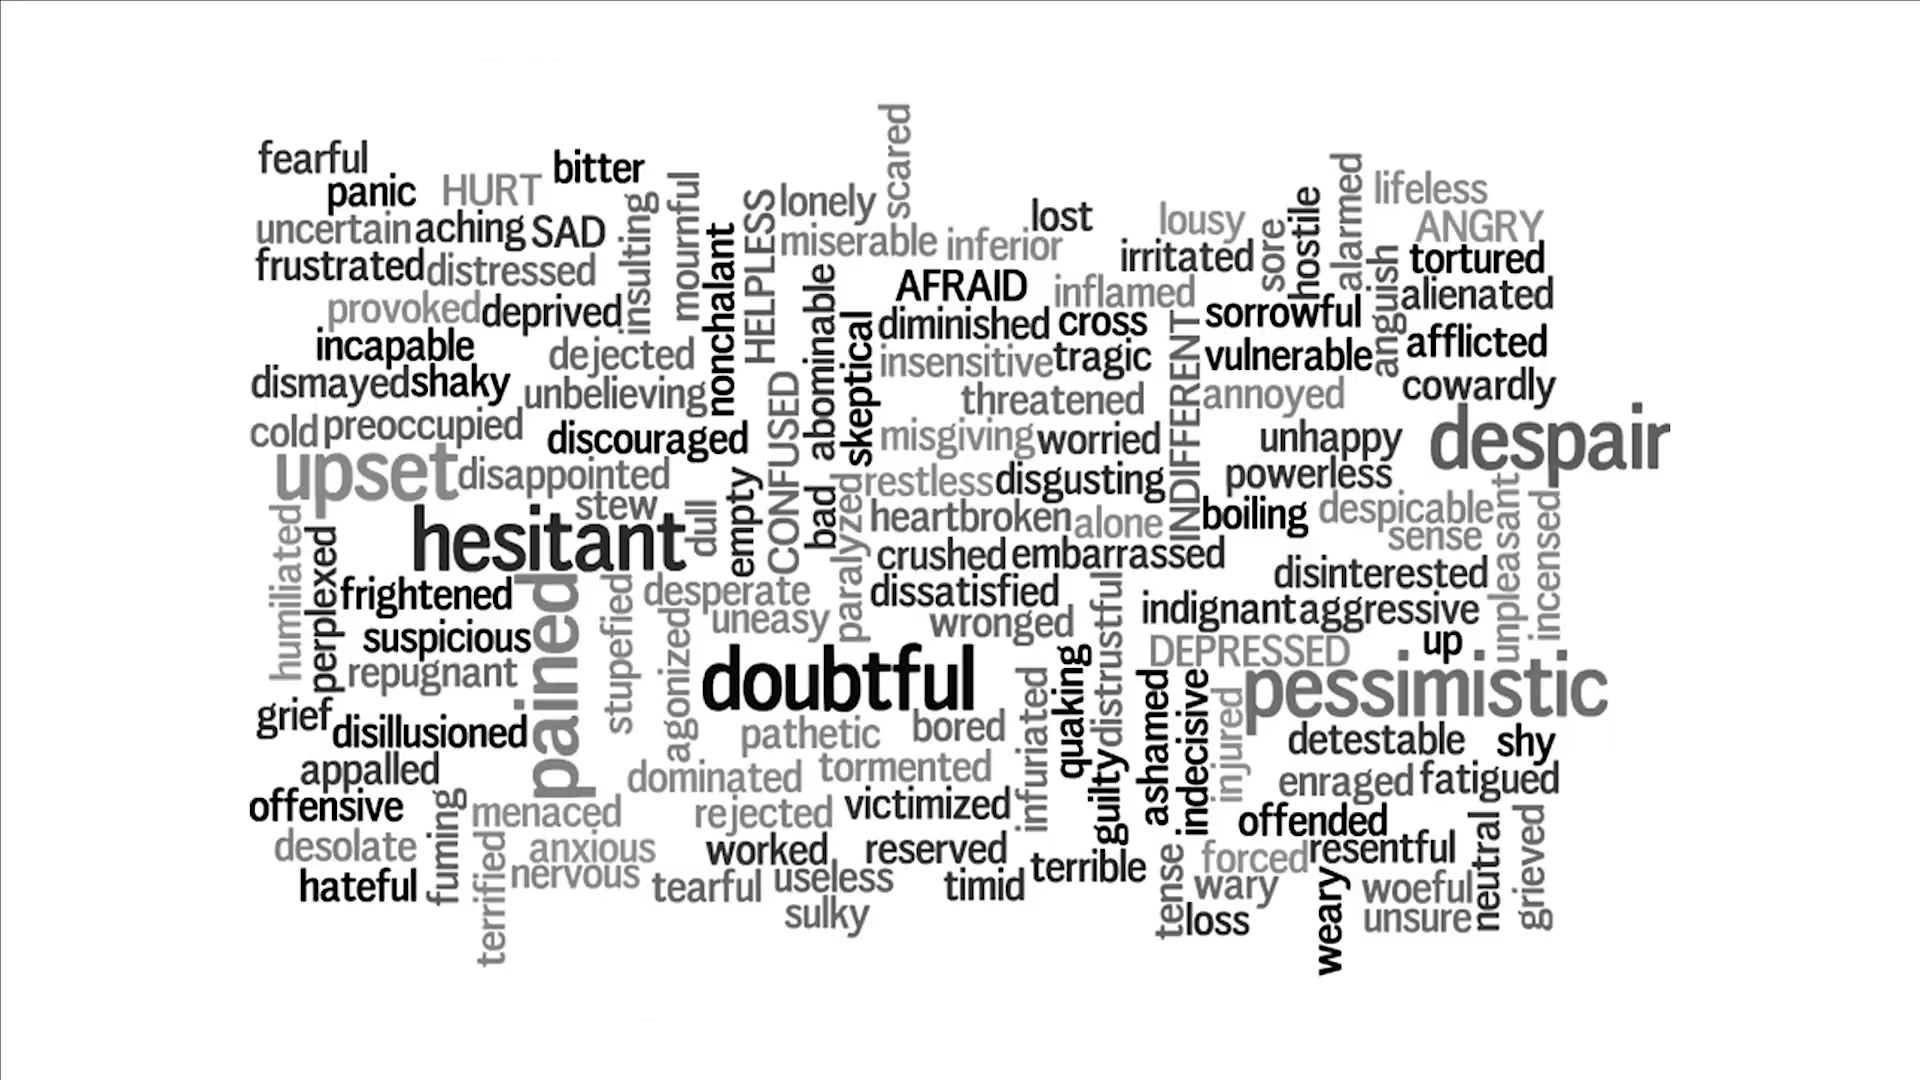 scared
fearful
bitter
panic
HURT
mournful
insulting
HELPLESS
lonely
lost
lousy
sore
hostile
alarmed
lifeless
uncertain
aching
SAD
nonchalant
miserable
inferior
irritated
ANGRY
frustrated
distressed
abominable
AFRAID
inflamed
anguish
tortured
provoked
deprived
skeptical
diminished
cross
INDIFFERENT
sorrowful
alienated
incapable
dejected
CONFUSED
insensitive
tragic
vulnerable
afflicted
dismayed
shaky
unbelieving
threatened
annoyed
cowardly
cold
preoccupied
discouraged
misgiving
worried
unhappy
despair
upset
disappointed
empty
bad
paralyzed
restless
disgusting
powerless
stew
dull
heartbroken
alone
boiling
despicable
unpleasant
incensed
humiliated
perplexed
hesitant
crushed
embarrassed
sense
frightened
pained
stupefied
desperate
dissatisfied
distrustful
disinterested
agonized
uneasy
wronged
indignant
aggressive
suspicious
doubtful
quaking
DEPRESSED
up
repugnant
infuriated
ashamed
indecisive
injured
pessimistic
grief
disillusioned
pathetic
bored
guilty
detestable
shy
appalled
dominated
tormented
enraged
fatigued
offensive
fuming
menaced
rejected
victimized
offended
neutral
grieved
desolate
terrified
anxious
worked
reserved
terrible
tense
forced
resentful
hateful
nervous
tearful
useless
timid
wary
weary
woeful
sulky
loss
unsure